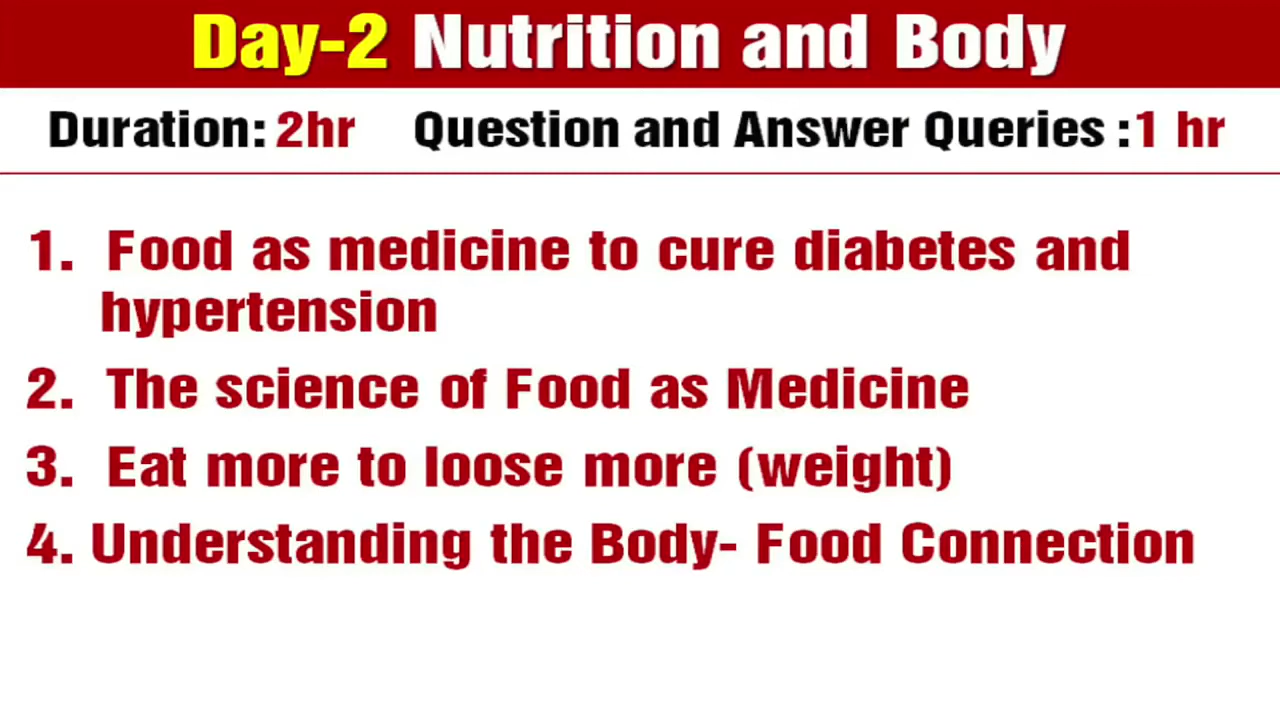 Day-2 Nutrition and Body
Duration: 2hr Question and Answer Queries :1 hr
1. Food as medicine to cure diabetes and
hypertension
2. The science of Food as Medicine
3. Eat more to loose more (weight)
4. Understanding the Body- Food Connection